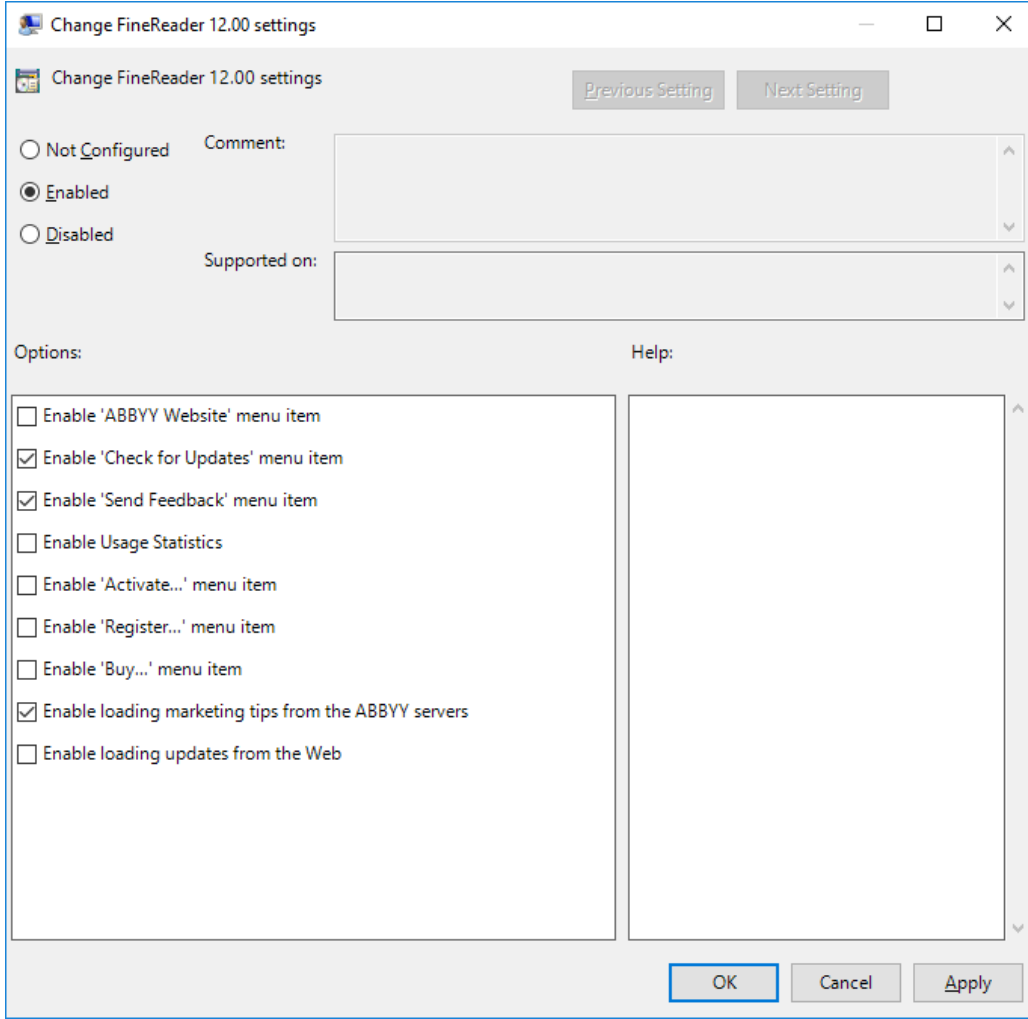 Change FineReader 12.00 settings
Change FineReader 12.00 settings
Previous Setting
Next Setting
Not Configured
Comment:
Enabled
Disabled
Supported on:
Options:
Help:
Enable 'ABBYY Website' menu item
Enable 'Check for Updates' menu item
Enable 'Send Feedback' menu item
Enable Usage Statistics
Enable 'Activate...' menu item
Enable 'Register...' menu item
Enable 'Buy...' menu item
Enable loading marketing tips from the ABBYY servers
Enable loading updates from the Web
OK
Cancel
Apply